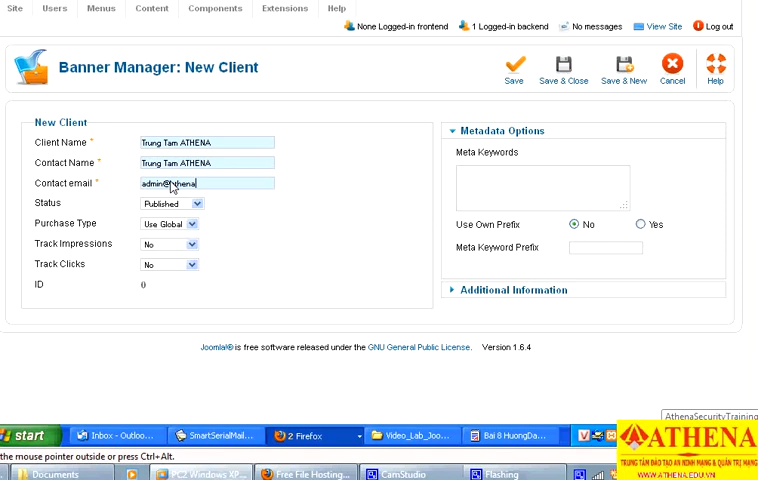 Site Users Menus Content Components Extensions Help
None Logged-in frontend 1 Logged-in backend No messages View Site Log out
Banner Manager: New Client
Save Save & Close Save & New Cancel Help
New Client
Client Name * Trung Tam ATHENA
Contact Name * Trung Tam ATHENA
Contact email * admin@athena
Status Published
Purchase Type Use Global
Track Impressions No
Track Clicks No
ID 0
Metadata Options
Meta Keywords
Use Own Prefix No Yes
Meta Keyword Prefix
Additional Information
Joomla!® is free software released under the GNU General Public License. Version 1.6.4
AthenaSecurityTraining
start Inbox - Outloo... SmartSerialMail... 2 Firefox Video_Lab_Joo... Bai 8 HuongDa... V
the mouse pointer outside or press Ctrl+Alt.
Documents PC2 Windows XP... Free File Hosting... CamStudio Flashing
ATHENA
TRUNG TÂM ĐÀO TẠO AN NINH MẠNG & QUẢN TRỊ MẠNG
WWW.ATHENA.EDU.VN